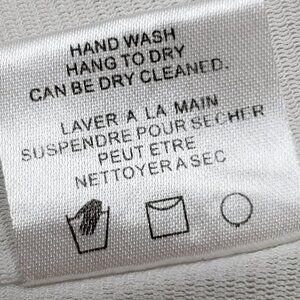 HAND WASH
HANG TO DRY
CAN BE DRY CLEANED.
LAVER A LA MAIN
SUSPENDRE POUR SECHER
PEUT ETRE
NETTOYER A SEC